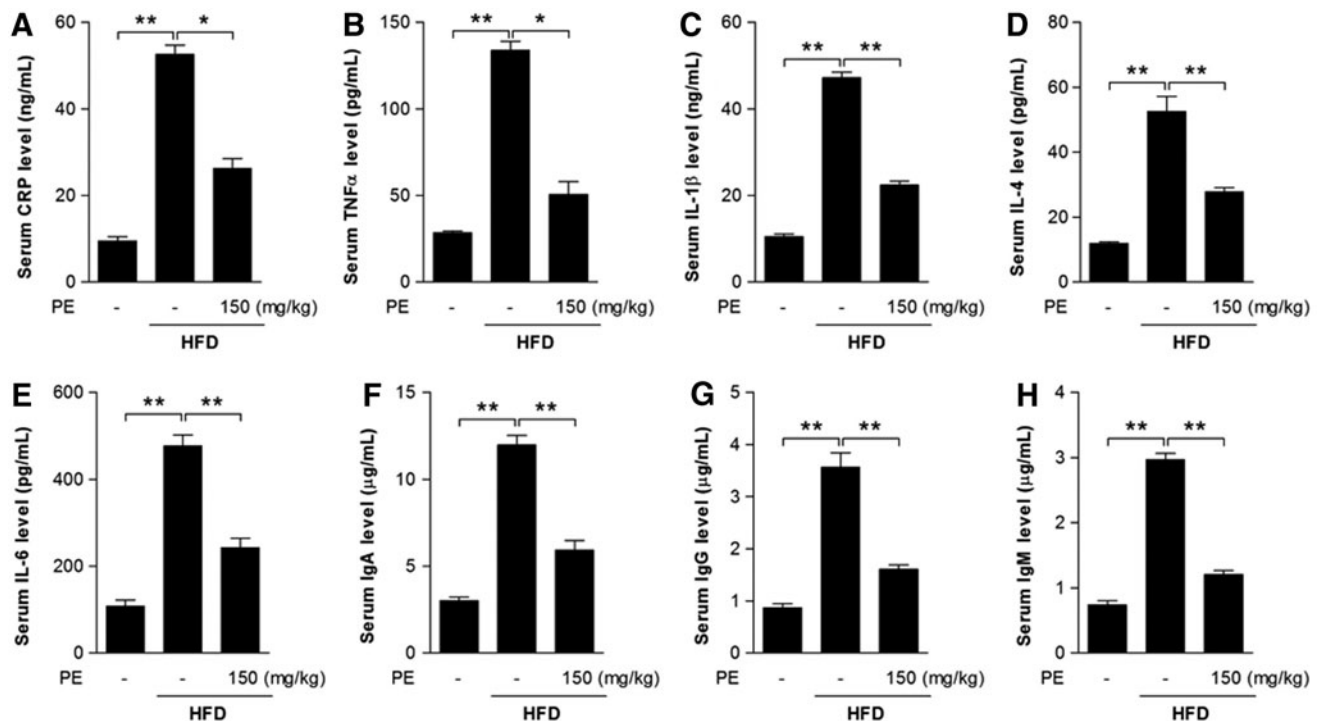 A
Serum CRP level (ng/mL)
60
40
20
0
** *
PE - - 150 (mg/kg)
HFD
B
Serum TNFα level (pg/mL)
150
100
50
0
** *
- - 150 (mg/kg)
HFD
C
Serum IL-1β level (ng/mL)
60
40
20
0
** **
PE - - 150 (mg/kg)
HFD
D
Serum IL-4 level (pg/mL)
80
60
40
20
0
** **
PE - - 150 (mg/kg)
HFD
E
Serum IL-6 level (pg/mL)
600
400
200
0
** **
PE - - 150 (mg/kg)
HFD
F
Serum IgA level (μg/mL)
15
12
9
6
3
0
** **
PE - - 150 (mg/kg)
HFD
G
Serum IgG level (μg/mL)
5
4
3
2
1
0
** **
PE - - 150 (mg/kg)
HFD
H
Serum IgM level (μg/mL)
4
3
2
1
0
** **
PE - - 150 (mg/kg)
HFD